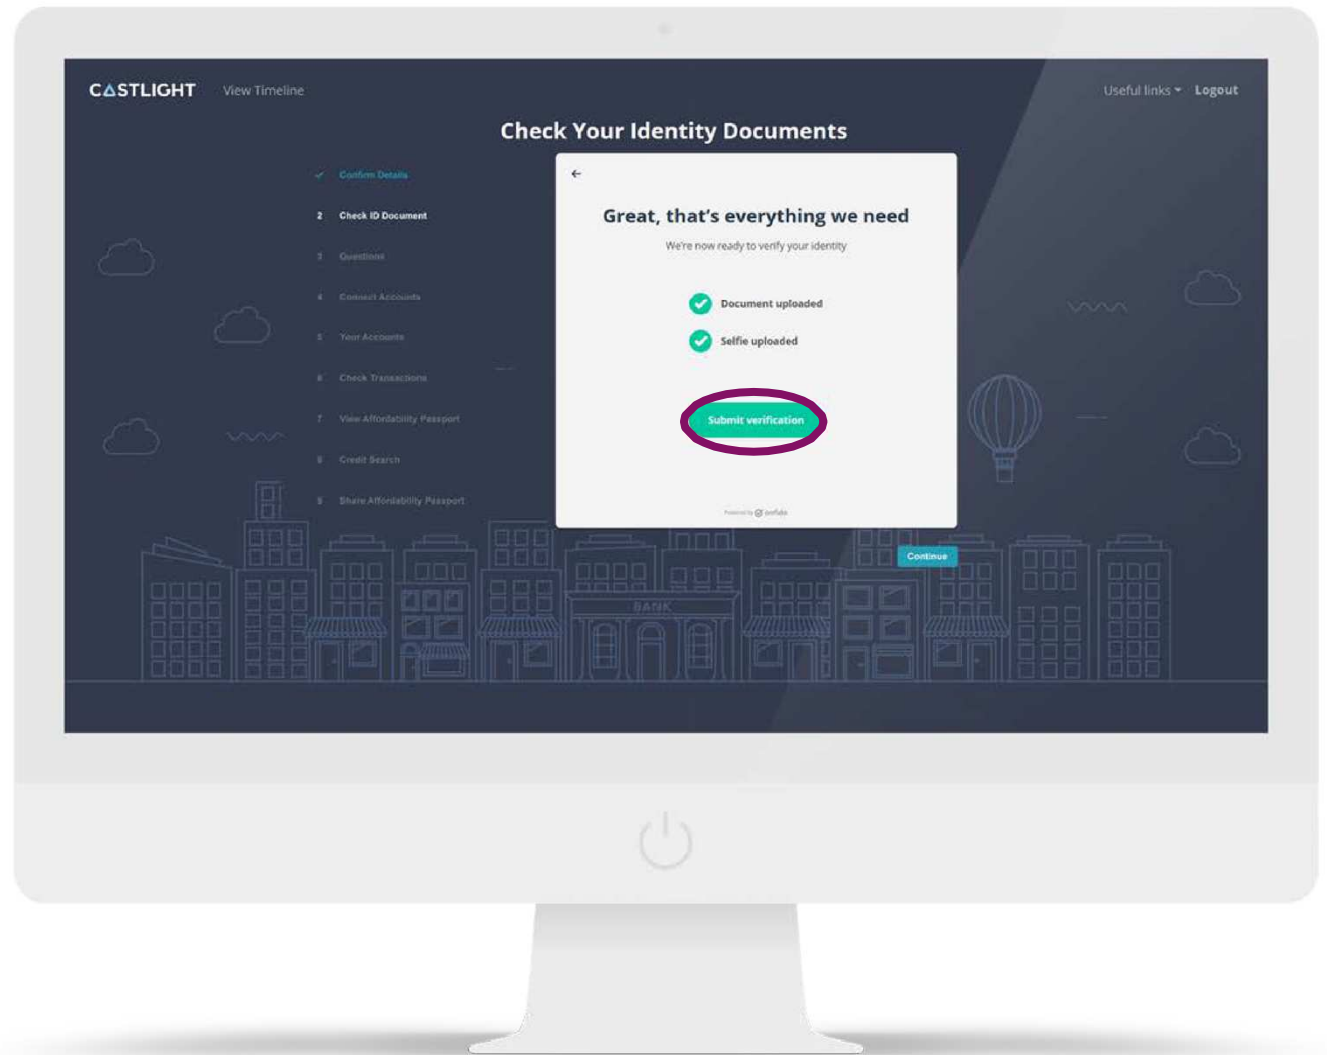 CASTLIGHT View Timeline Useful links Logout
Check Your Identity Documents
Confirm Details
2 Check ID Document
3 Questions
4 Connect Accounts
5 Your Accounts
6 Check Transactions
7 View Affordability Passport
8 Credit Search
9 Share Affordability Passport
Great, that's everything we need
We're now ready to verify your identity
Document uploaded
Selfie uploaded
Submit verification
Powered by onfido
Continue
BANK